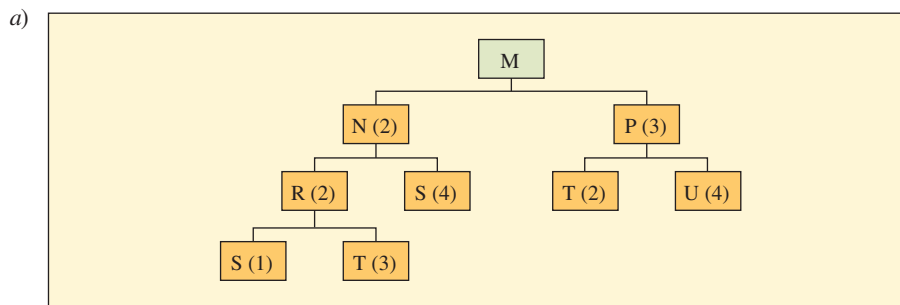 a)
M
N (2) P (3)
R (2) S (4) T (2) U (4)
S (1) T (3)